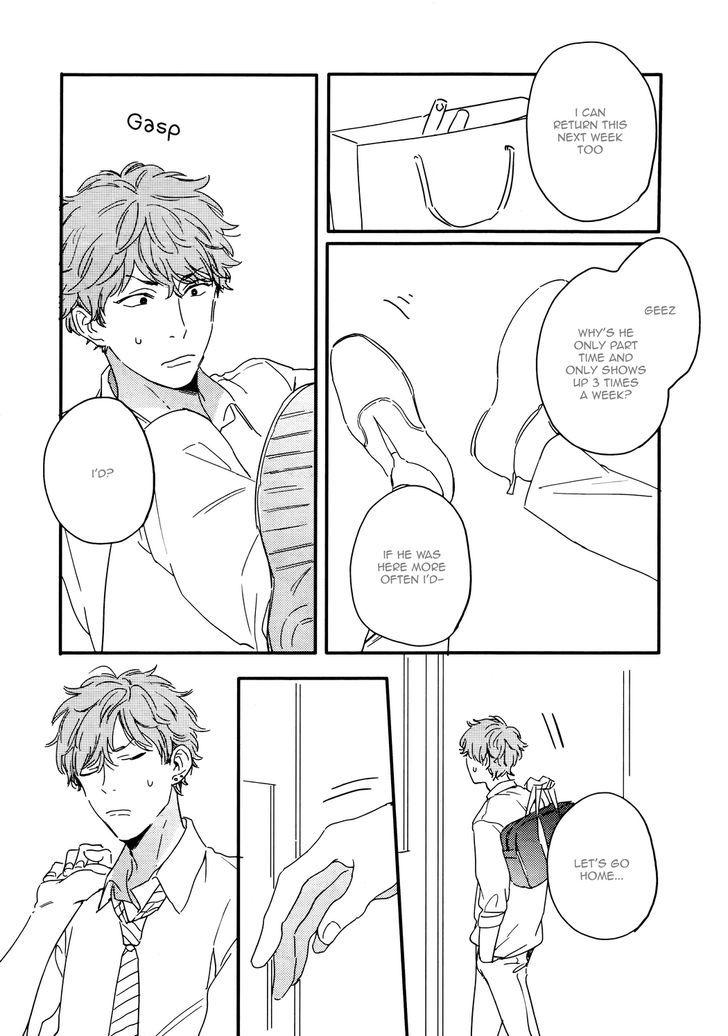 I CAN
RETURN THIS
NEXT WEEK
TOO
GEEZ
WHY'S HE
ONLY PART
TIME AND
ONLY SHOWS
UP 3 TIMES
A WEEK?
IF HE WAS
HERE MORE
OFTEN I'D-
Gasp
I'D?
LET'S GO
HOME...